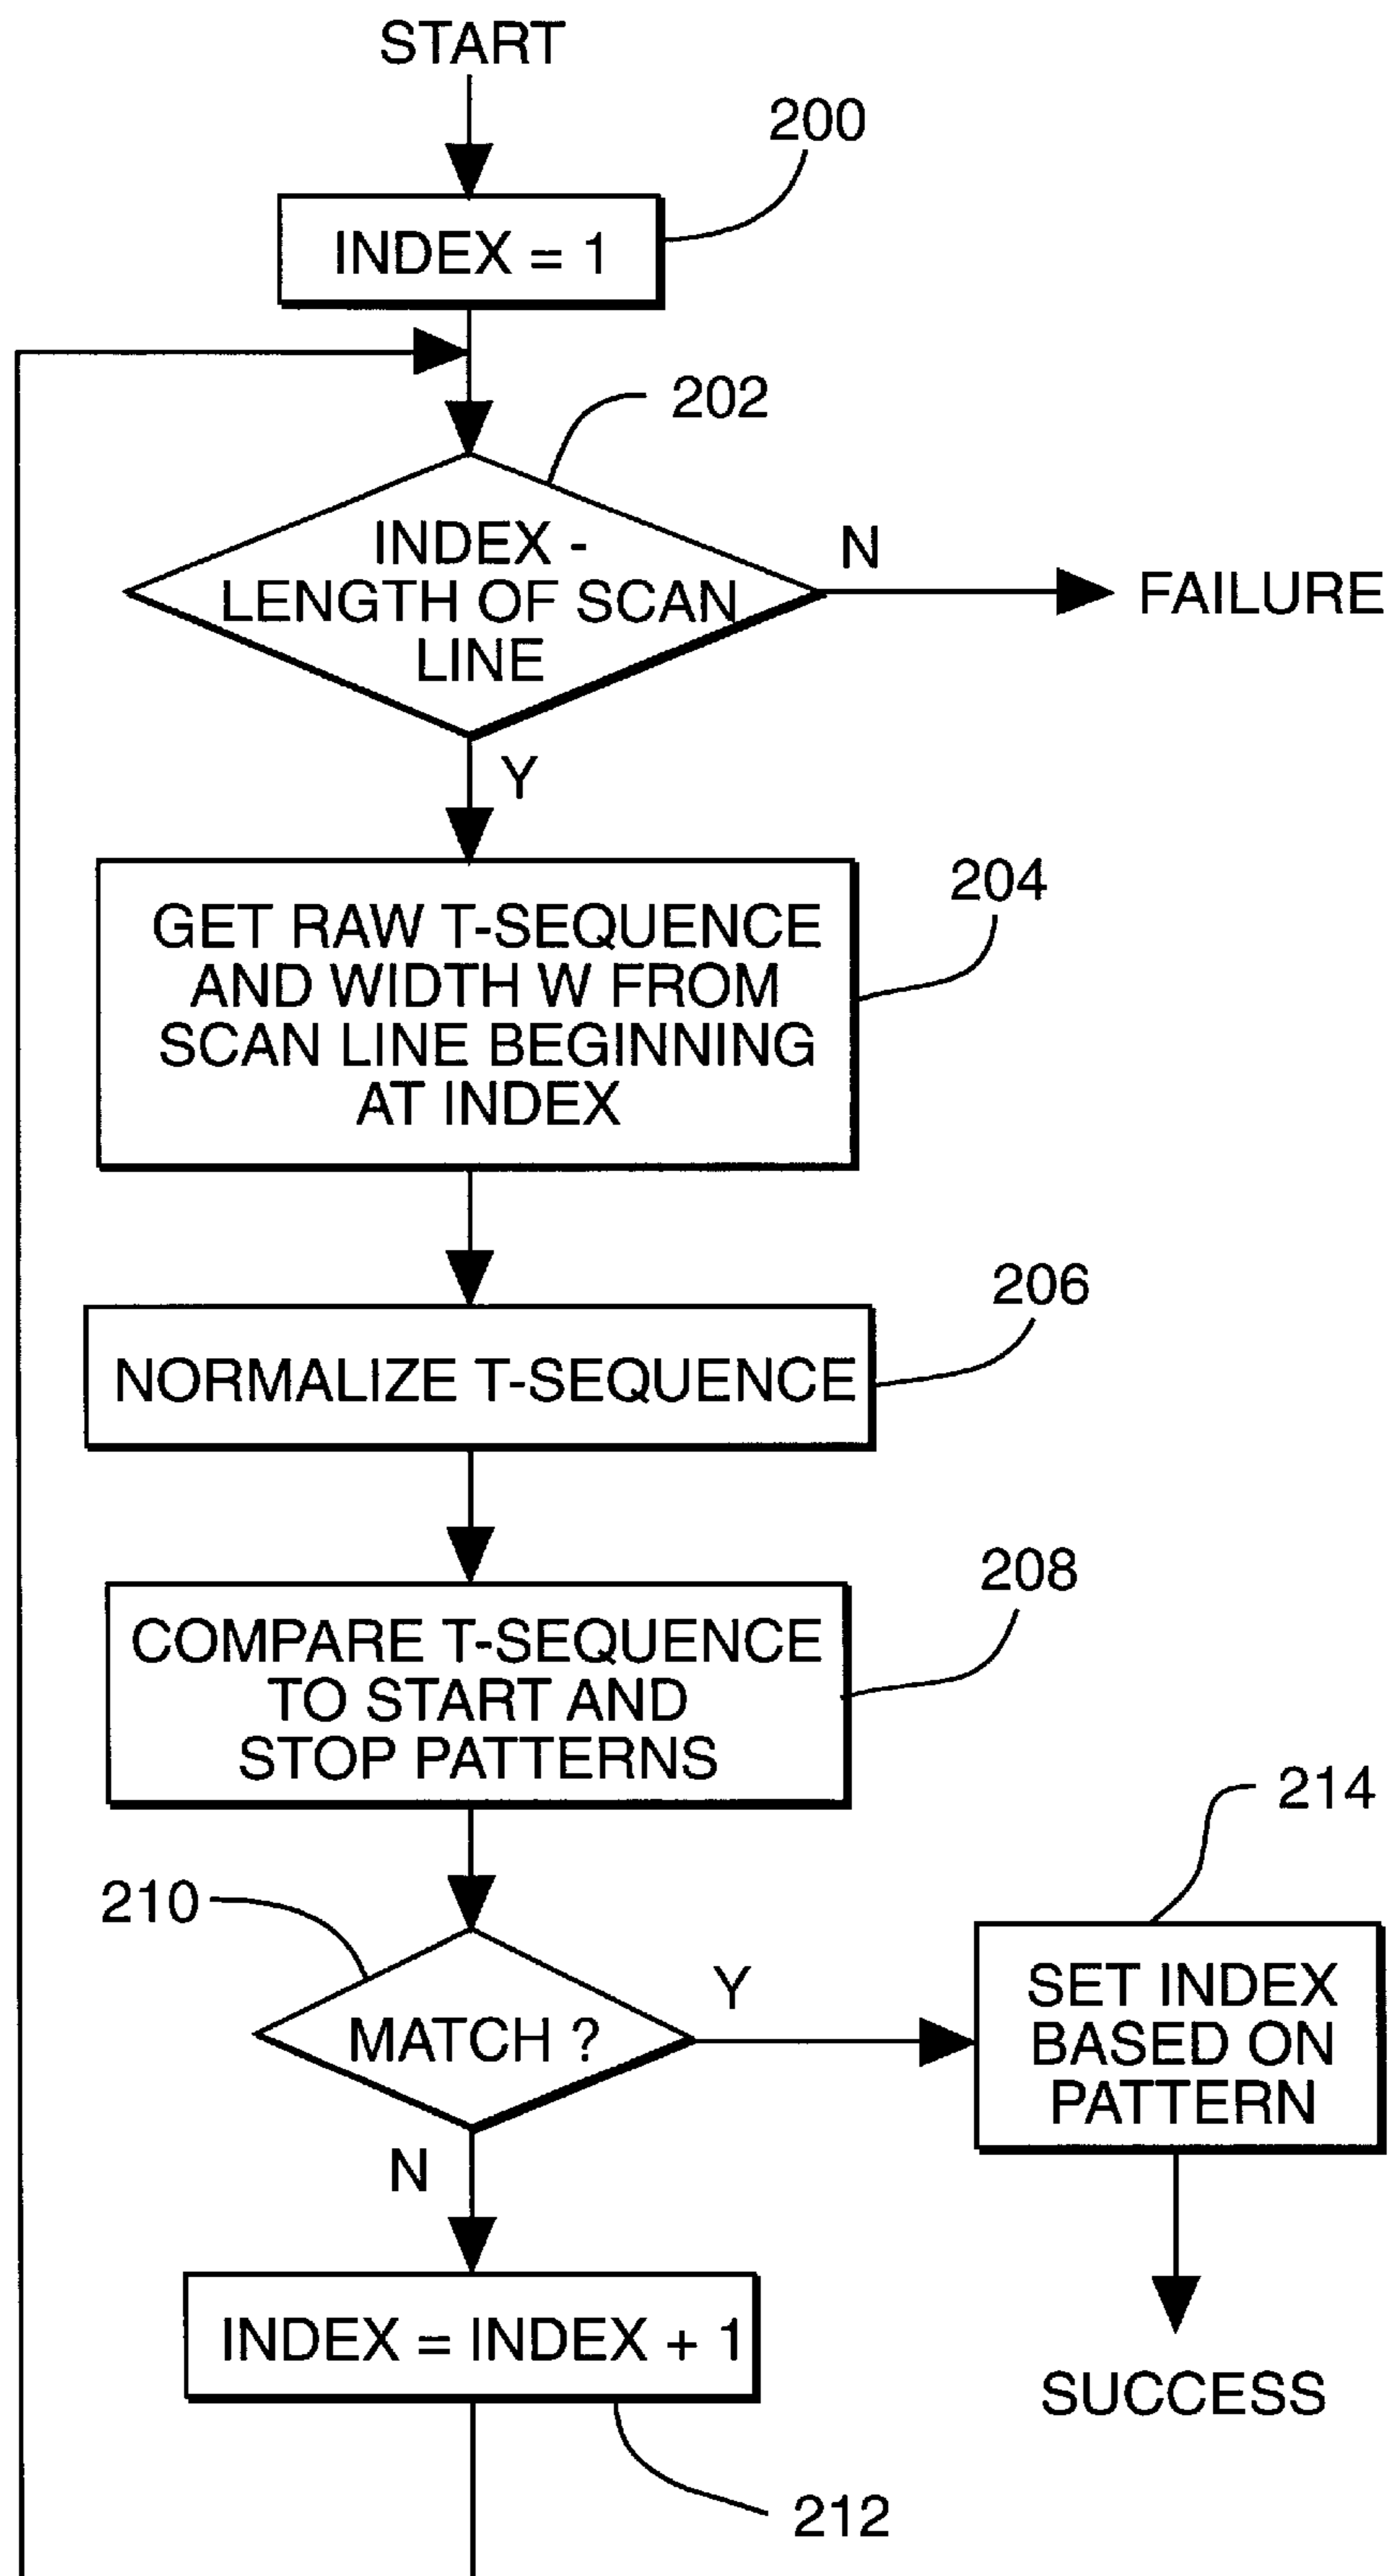 START
200
INDEX = 1
202
INDEX -
LENGTH OF SCAN
LINE
N
FAILURE
Y
204
GET RAW T-SEQUENCE
AND WIDTH W FROM
SCAN LINE BEGINNING
AT INDEX
206
NORMALIZE T-SEQUENCE
208
COMPARE T-SEQUENCE
TO START AND
STOP PATTERNS
210
MATCH ?
Y
214
SET INDEX
BASED ON
PATTERN
N
INDEX = INDEX + 1
SUCCESS
212